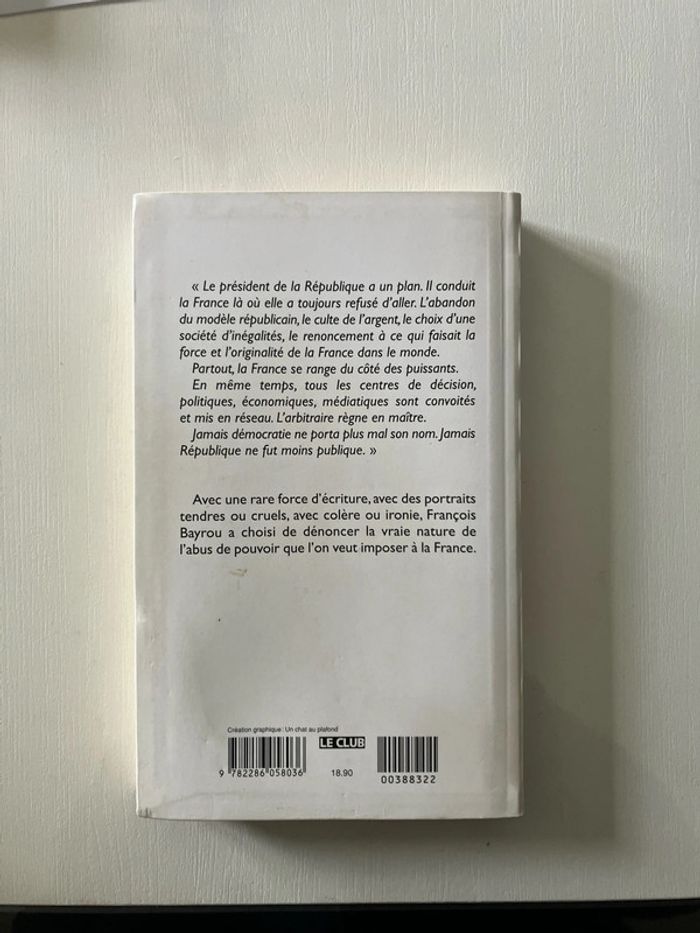 « Le président de la République a un plan. Il conduit
la France là où elle a toujours refusé d'aller. L'abandon
du modèle républicain, le culte de l'argent, le choix d'une
société d'inégalités, le renoncement à ce qui faisait la
force et l'originalité de la France dans le monde.
Partout, la France se range du côté des puissants.
En même temps, tous les centres de décision,
politiques, économiques, médiatiques sont convoités
et mis en réseau. L'arbitraire règne en maître.
Jamais démocratie ne porta plus mal son nom. Jamais
République ne fut moins publique. »
Avec une rare force d'écriture, avec des portraits
tendres ou cruels, avec colère ou ironie, François
Bayrou a choisi de dénoncer la vraie nature de
l'abus de pouvoir que l'on veut imposer à la France.
Création graphique : Un chat au plafond
LE CLUB
9 782286 058036
18.90
00388322